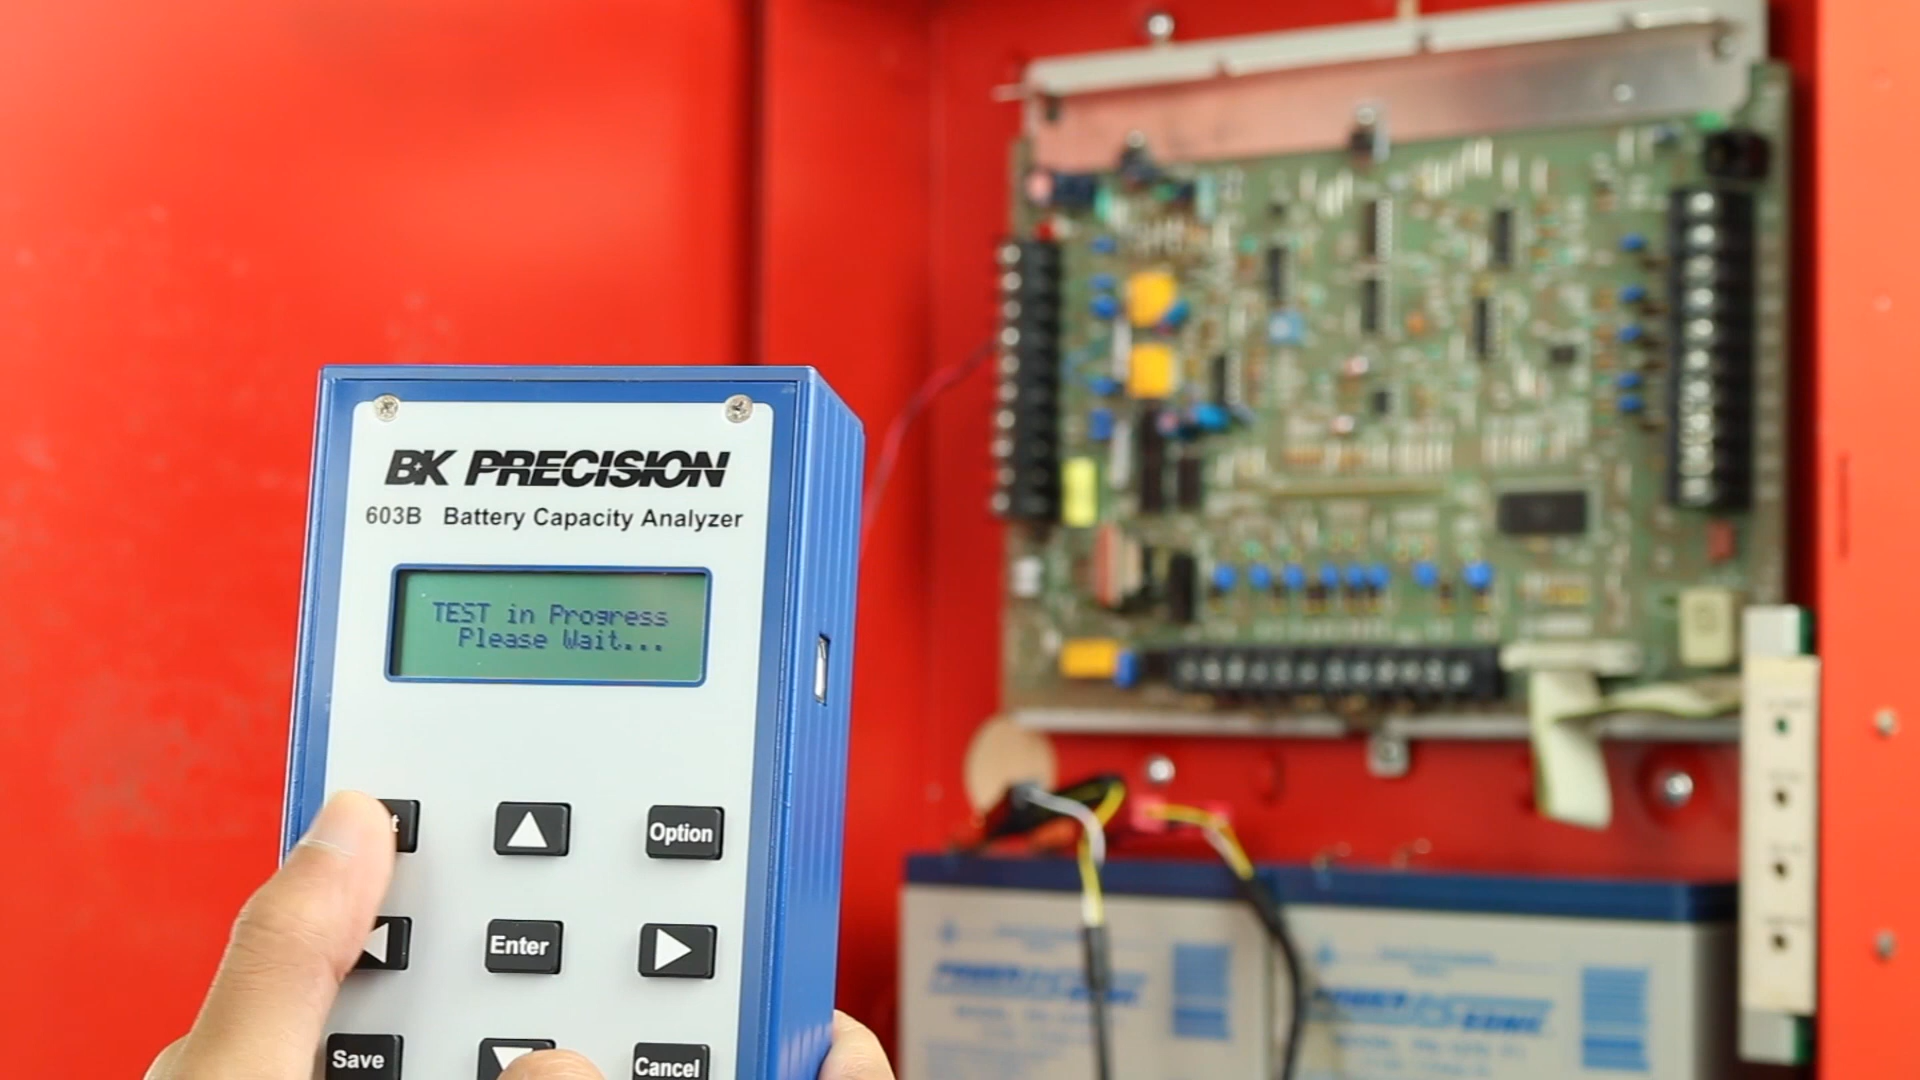 BK PRECISION
603B Battery Capacity Analyzer
TEST in Progress
Please Wait...
t
Option
Enter
Save
Cancel